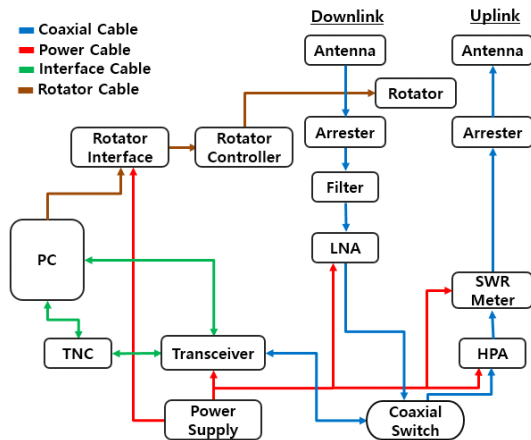 Downlink
Uplink
Coaxial Cable
Power Cable
Interface Cable
Rotator Cable
Antenna
Antenna
Rotator
Rotator
Interface
Rotator
Controller
Arrester
Arrester
Filter
LNA
PC
SWR
Meter
TNC
Transceiver
HPA
Power
Supply
Coaxial
Switch